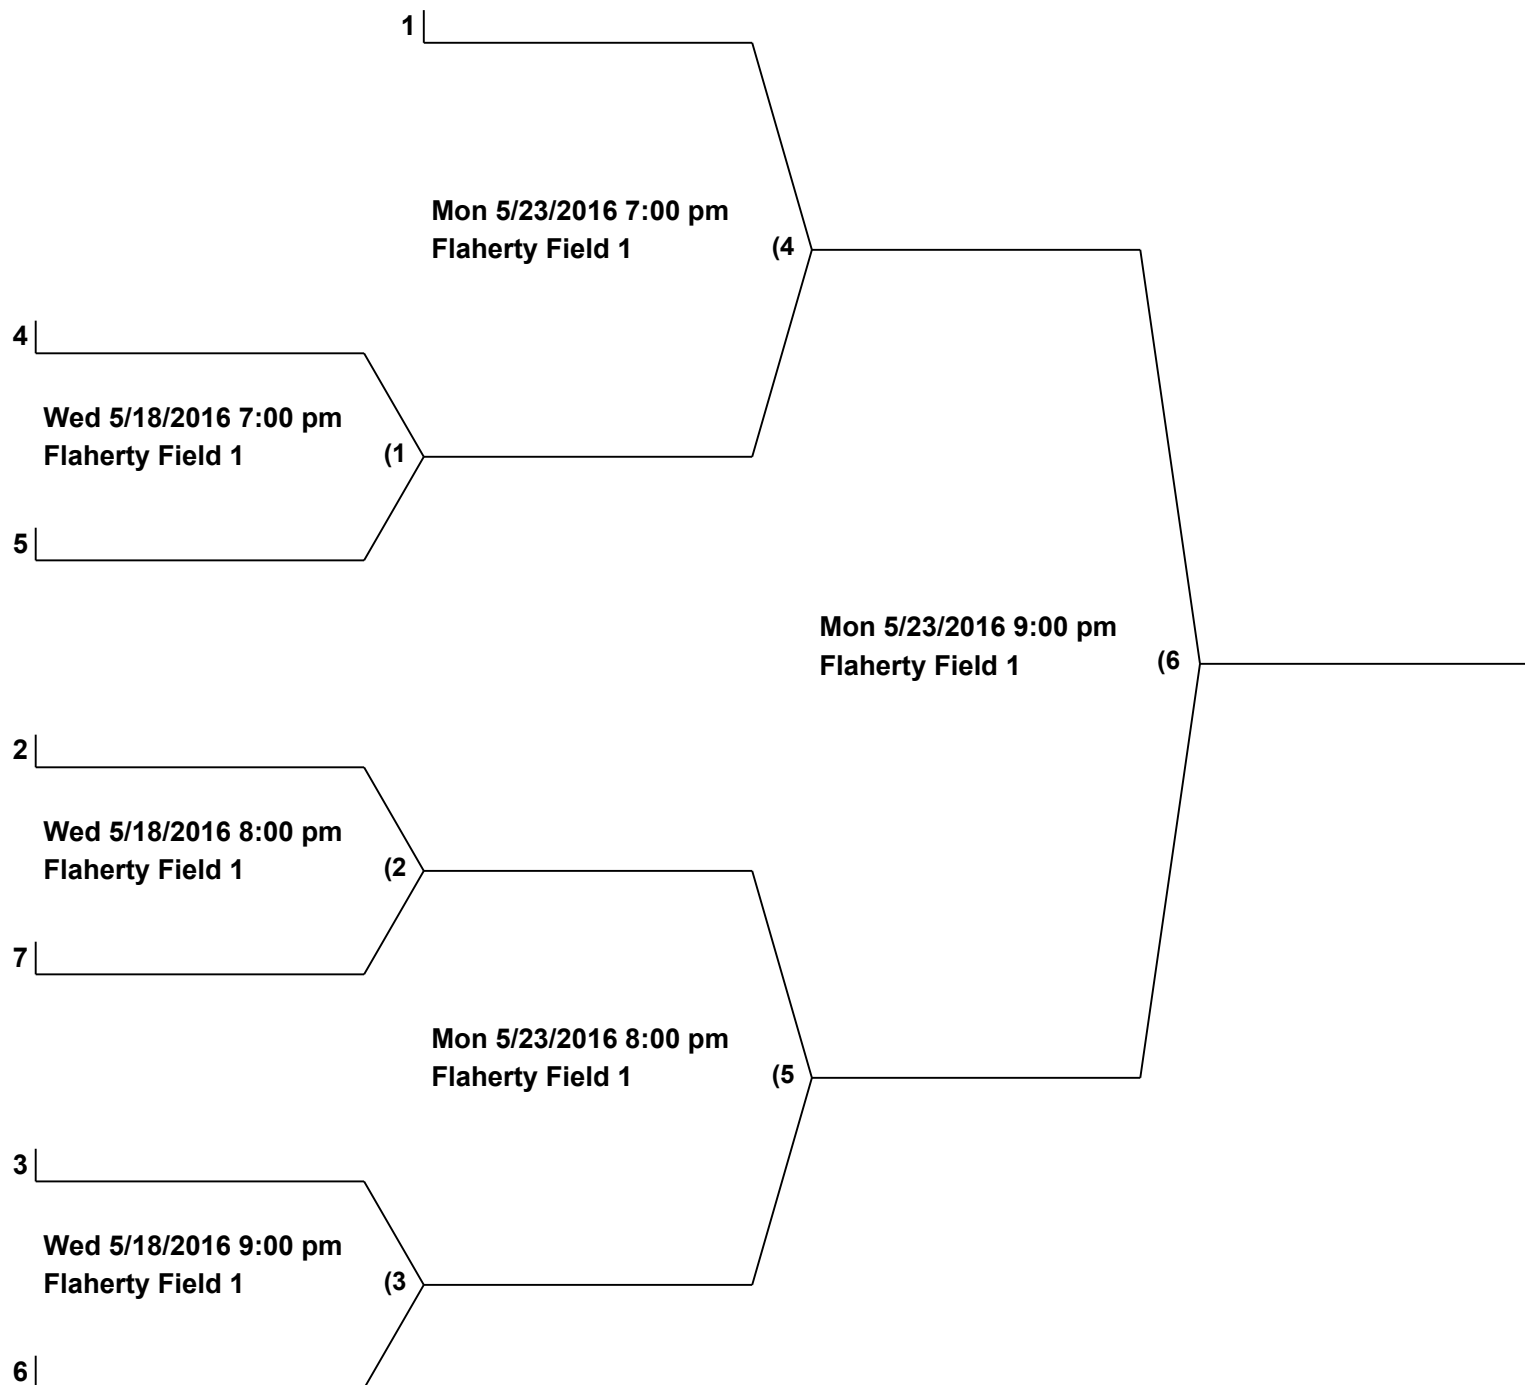 1
Mon 5/23/2016 7:00 pm
Flaherty Field 1
(4
4
Wed 5/18/2016 7:00 pm
Flaherty Field 1
(1
5
Mon 5/23/2016 9:00 pm
Flaherty Field 1
(6
2
Wed 5/18/2016 8:00 pm
Flaherty Field 1
(2
7
Mon 5/23/2016 8:00 pm
Flaherty Field 1
(5
3
Wed 5/18/2016 9:00 pm
Flaherty Field 1
(3
6